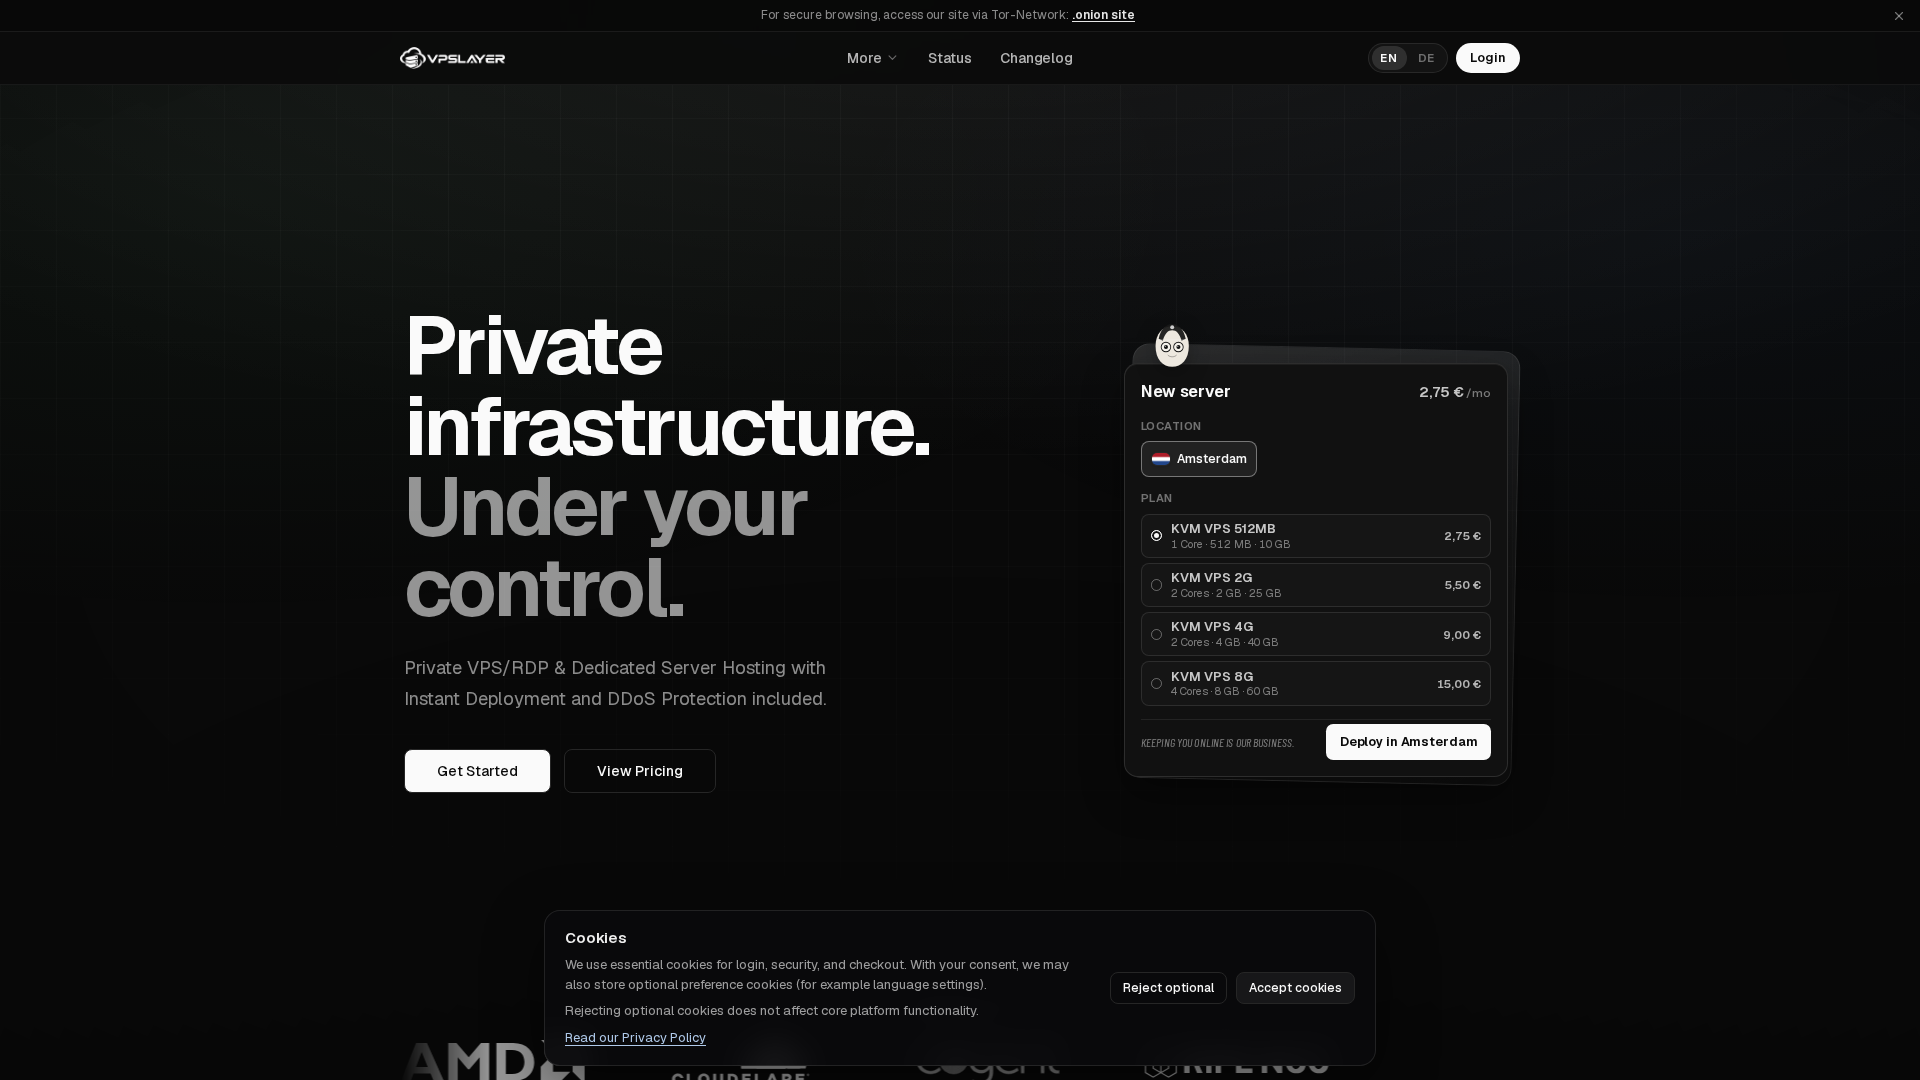 For secure browsing, access our site via Tor-Network: .onion site
VPSLAYER
More
Status
Changelog
EN
DE
Login
Private
infrastructure.
Under your
control.
Private VPS/RDP & Dedicated Server Hosting with
Instant Deployment and DDoS Protection included.
Get Started
View Pricing
New server
2,75 € /mo
LOCATION
Amsterdam
PLAN
KVM VPS 512MB
1 Core · 512 MB · 10 GB
2,75 €
KVM VPS 2G
2 Cores · 2 GB · 25 GB
5,50 €
KVM VPS 4G
2 Cores · 4 GB · 40 GB
9,00 €
KVM VPS 8G
4 Cores · 8 GB · 60 GB
15,00 €
KEEPING YOU ONLINE IS OUR BUSINESS.
Deploy in Amsterdam
Cookies
We use essential cookies for login, security, and checkout. With your consent, we may
also store optional preference cookies (for example language settings).
Rejecting optional cookies does not affect core platform functionality.
Read our Privacy Policy
Reject optional
Accept cookies
AMD
CLOUDFLARE
cogent
RIPE NCC